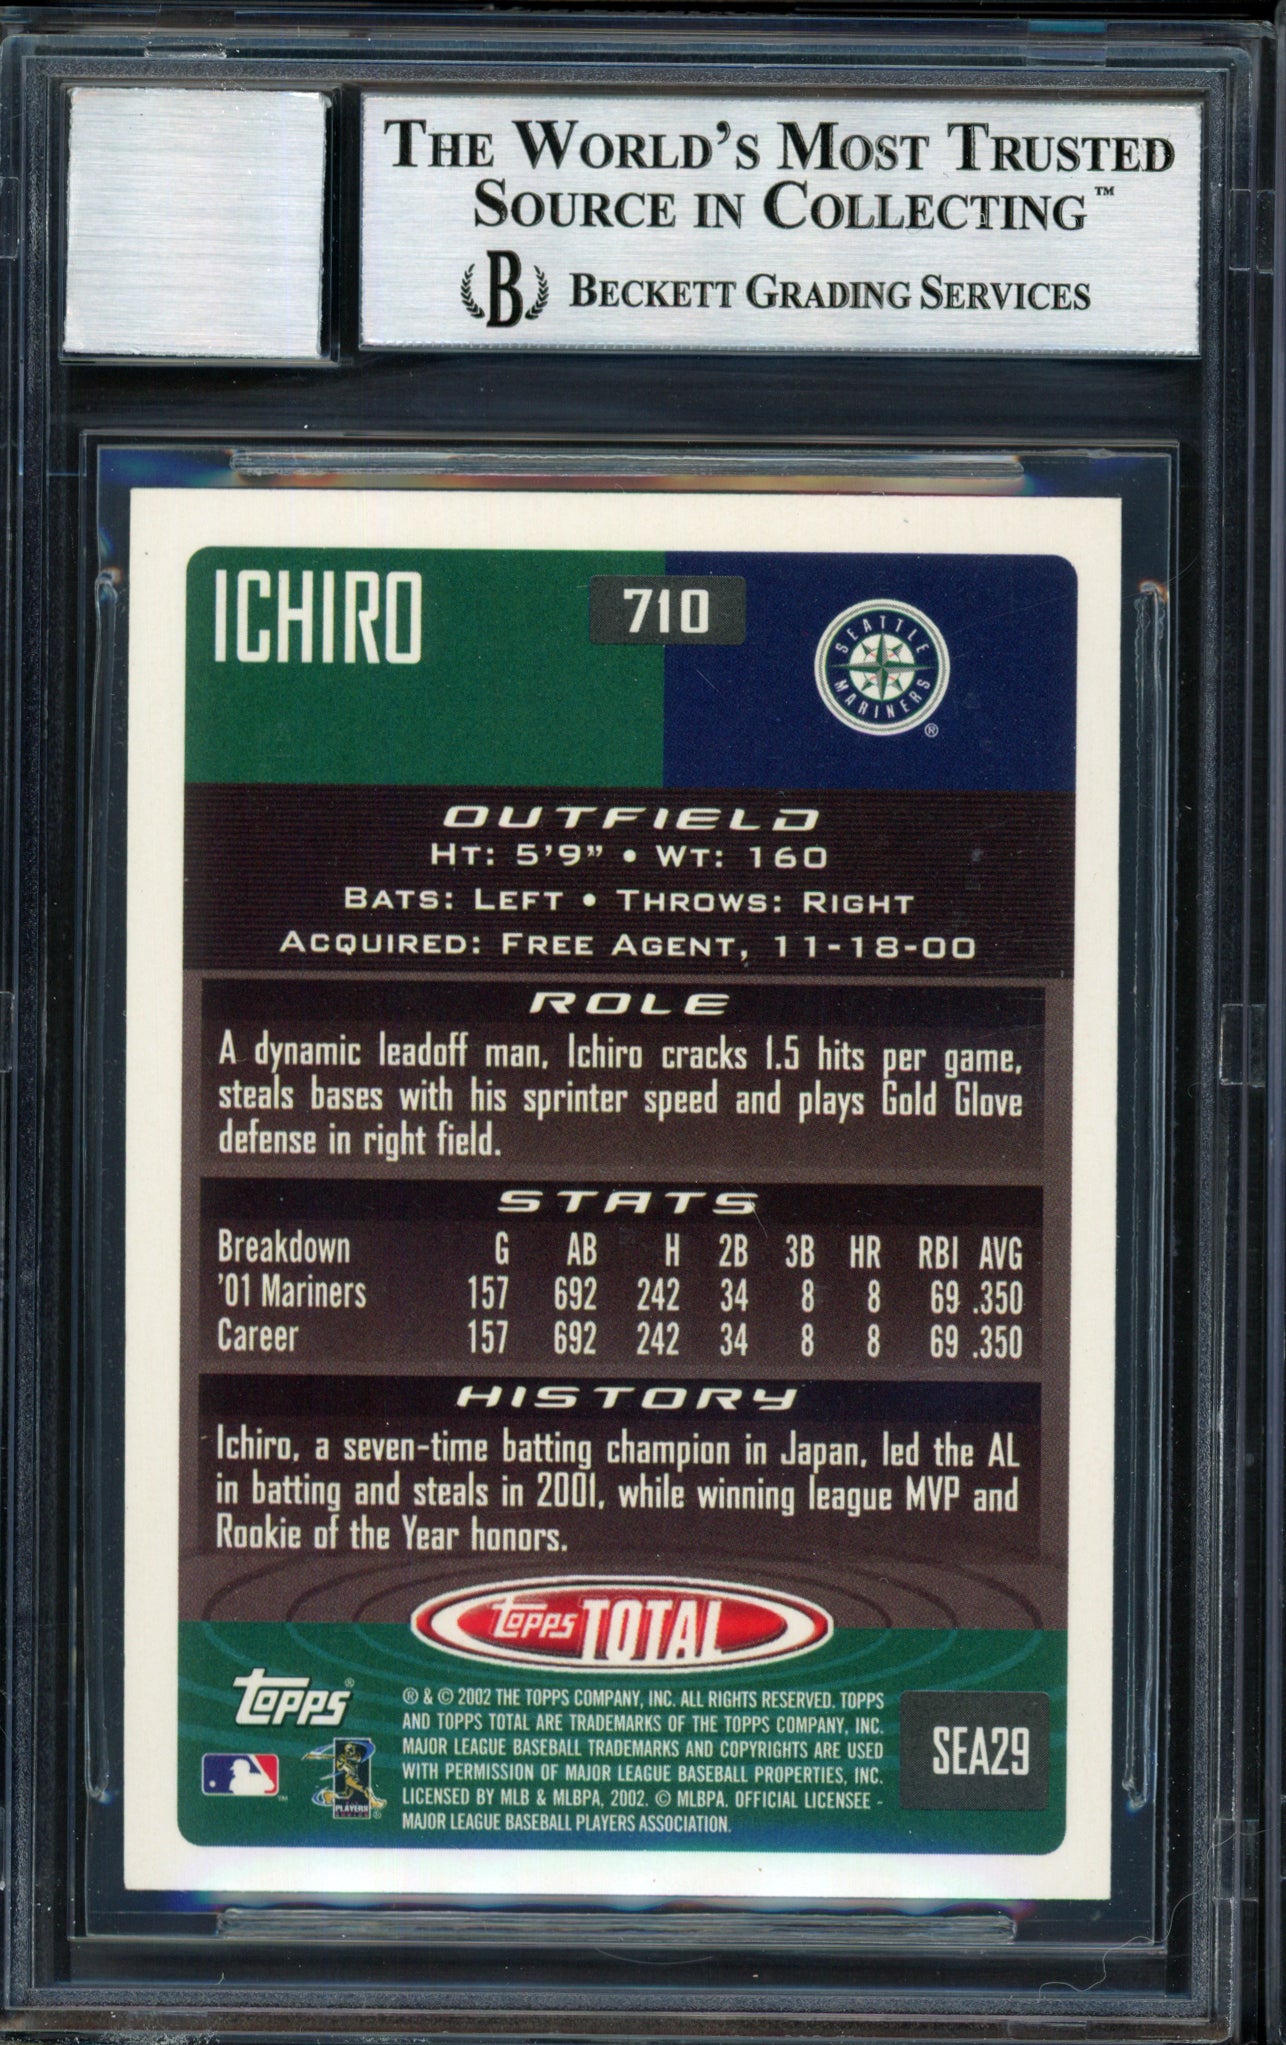 THE WORLD'S MOST TRUSTED
SOURCE IN COLLECTING™
B BECKETT GRADING SERVICES
ICHIRO
710
SEATTLE MARINERS ®
OUTFIELD
HT: 5'9" • WT: 160
BATS: LEFT • THROWS: RIGHT
ACQUIRED: FREE AGENT, 11-18-00
ROLE
A dynamic leadoff man, Ichiro cracks 1.5 hits per game,
steals bases with his sprinter speed and plays Gold Glove
defense in right field.
STATS
Breakdown G AB H 2B 3B HR RBI AVG
'01 Mariners 157 692 242 34 8 8 69 .350
Career 157 692 242 34 8 8 69 .350
HISTORY
Ichiro, a seven-time batting champion in Japan, led the AL
in batting and steals in 2001, while winning league MVP and
Rookie of the Year honors.
Topps TOTAL
Topps®
® & © 2002 THE TOPPS COMPANY, INC. ALL RIGHTS RESERVED. TOPPS
AND TOPPS TOTAL ARE TRADEMARKS OF THE TOPPS COMPANY, INC.
MAJOR LEAGUE BASEBALL TRADEMARKS AND COPYRIGHTS ARE USED
WITH PERMISSION OF MAJOR LEAGUE BASEBALL PROPERTIES, INC.
LICENSED BY MLB & MLBPA, 2002. © MLBPA. OFFICIAL LICENSEE -
MAJOR LEAGUE BASEBALL PLAYERS ASSOCIATION.
SEA29
PLAYERS